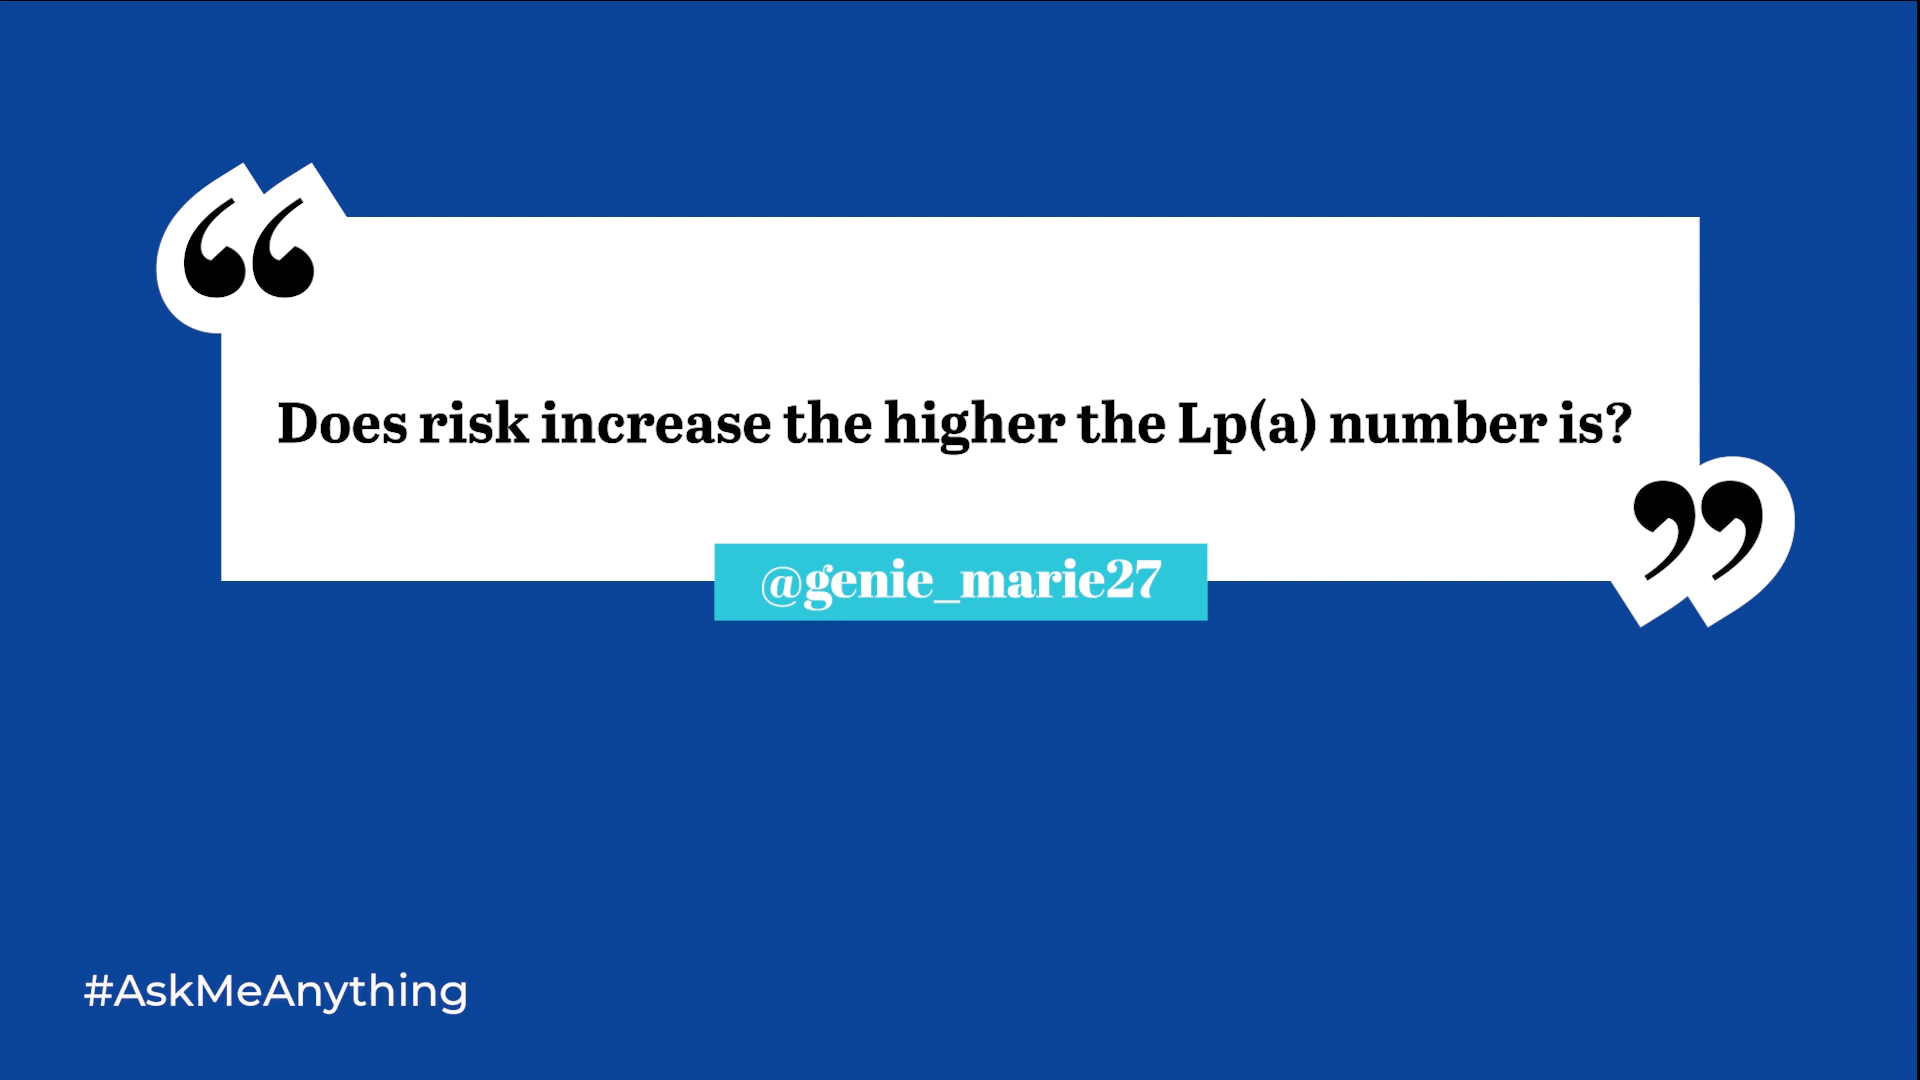 “
Does risk increase the higher the Lp(a) number is?
”
@genie_marie27
#AskMeAnything